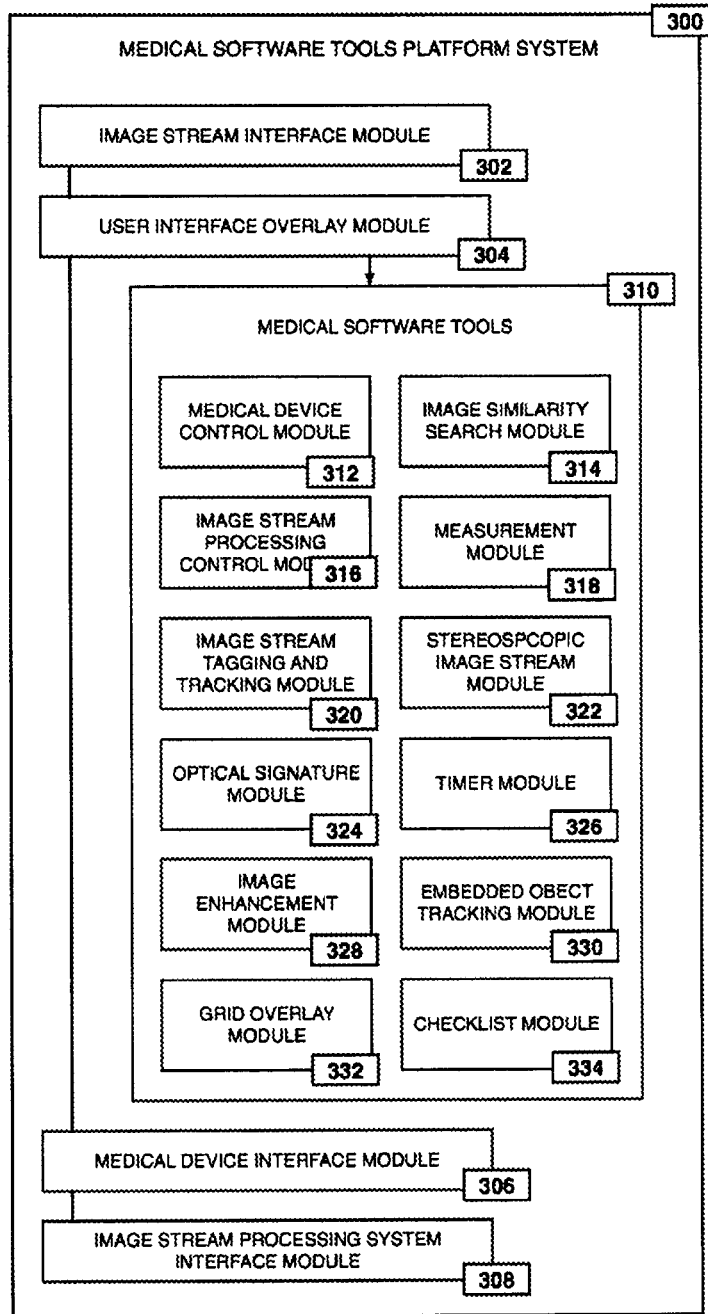 300
MEDICAL SOFTWARE TOOLS PLATFORM SYSTEM
IMAGE STREAM INTERFACE MODULE
302
USER INTERFACE OVERLAY MODULE
304
310
MEDICAL SOFTWARE TOOLS
MEDICAL DEVICE
CONTROL MODULE
312
IMAGE SIMILARITY
SEARCH MODULE
314
IMAGE STREAM
PROCESSING
CONTROL MOD
316
MEASUREMENT
MODULE
318
IMAGE STREAM
TAGGING AND
TRACKING MODULE
320
STEREOSPCOPIC
IMAGE STREAM
MODULE
322
OPTICAL SIGNATURE
MODULE
324
TIMER MODULE
326
IMAGE
ENHANCEMENT
MODULE
328
EMBEDDED OBECT
TRACKING MODULE
330
GRID OVERLAY
MODULE
332
CHECKLIST MODULE
334
MEDICAL DEVICE INTERFACE MODULE
306
IMAGE STREAM PROCESSING SYSTEM
INTERFACE MODULE
308